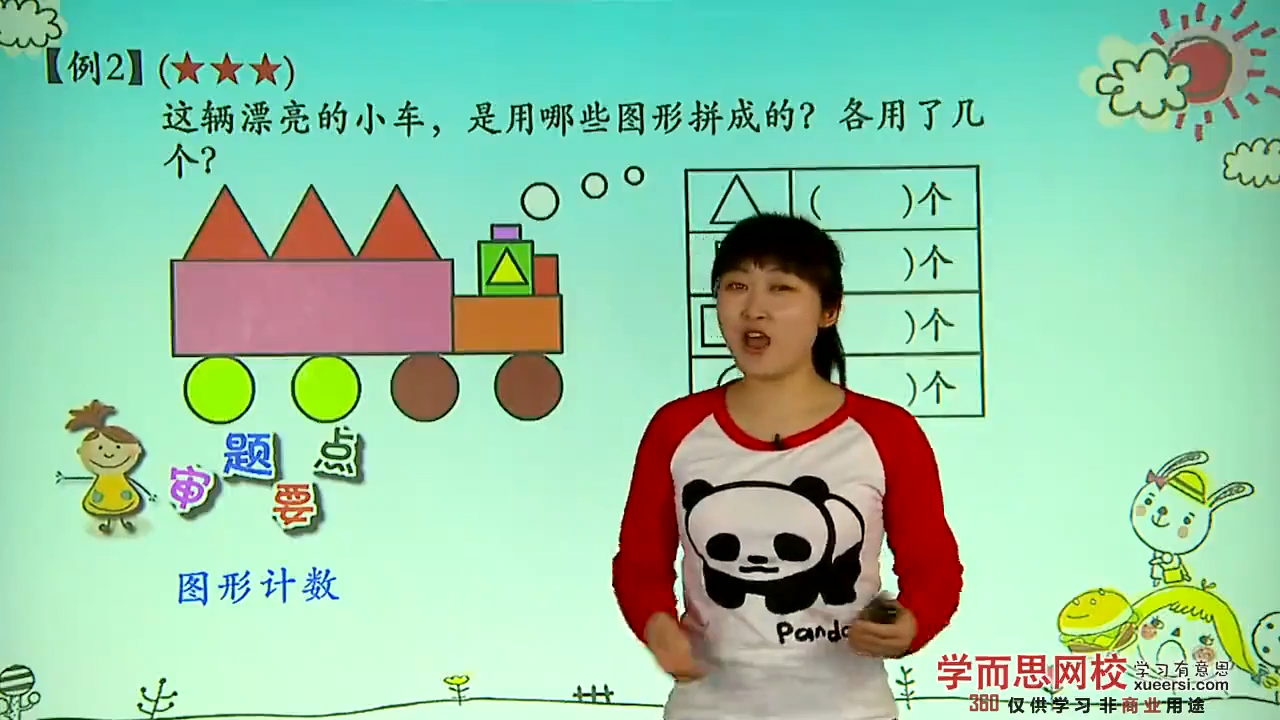 【例2】(★★★)
这辆漂亮的小车，是用哪些图形拼成的？各用了几
个？
( )个
)个
)个
)个
审题要点
图形计数
Panda
学而思网校
学习有意思
xueersi.com
360 仅供学习 非商业用途